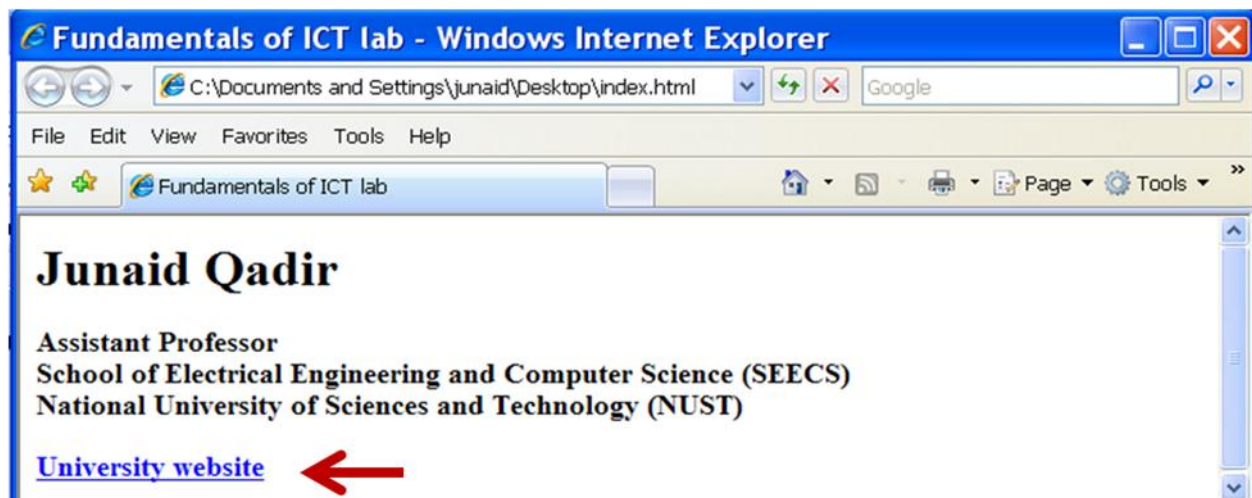 Fundamentals of ICT lab - Windows Internet Explorer
C:\Documents and Settings\junaid\Desktop\index.html
Google
File Edit View Favorites Tools Help
Fundamentals of ICT lab
Page Tools »
Junaid Qadir
Assistant Professor
School of Electrical Engineering and Computer Science (SEECS)
National University of Sciences and Technology (NUST)
University website